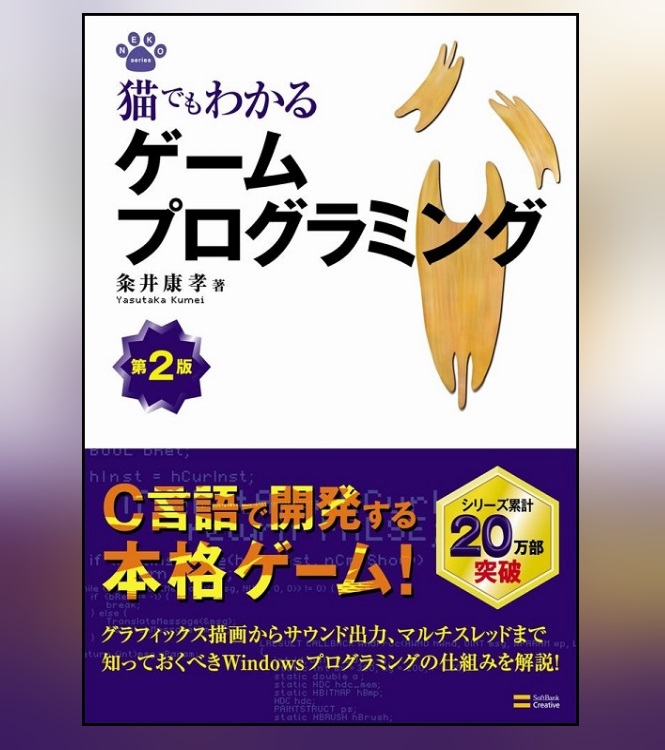 NEKO
series
猫でもわかる
ゲーム
プログラミング
粂井康孝 著
Yasutaka Kumei
第2版
BOOL bRet;
hInst = hCurInst;
C言語で開発する
本格ゲーム!
シリーズ累計
20万部
突破
break;
TranslateMessage(&msg);
グラフィックス描画からサウンド出力、マルチスレッドまで
知っておくべきWindowsプログラミングの仕組みを解説!
static double a;
static HDC hdc_mem;
static HBITMAP hBmp;
HDC hdc;
PAINTSTRUCT ps;
static HBRUSH hBrush;
SoftBank
Creative